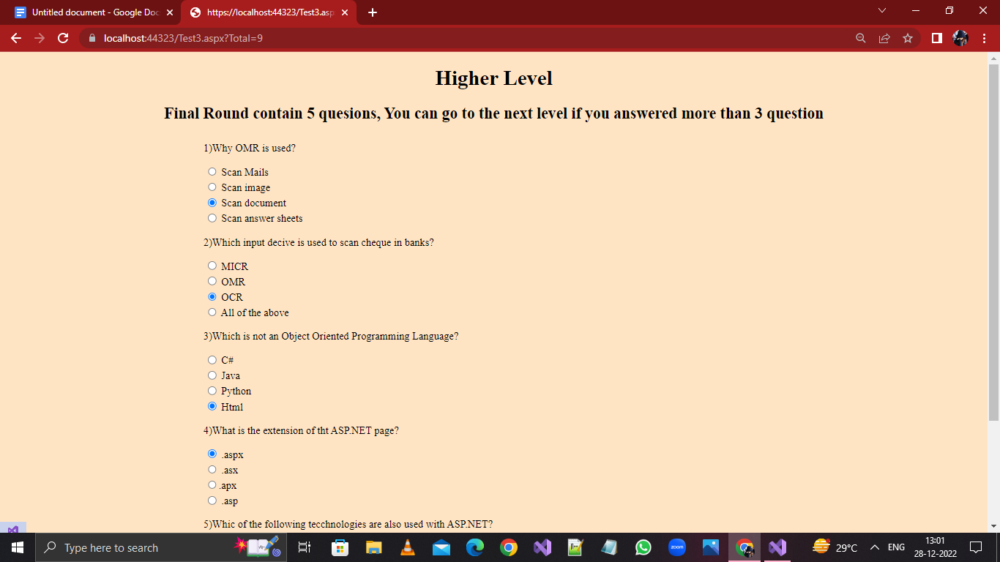 Untitled document - Google Doc
https://localhost:44323/Test3.asp
localhost:44323/Test3.aspx?Total=9
Higher Level
Final Round contain 5 quesions, You can go to the next level if you answered more than 3 question
1)Why OMR is used?
Scan Mails
Scan image
Scan document
Scan answer sheets
2)Which input decive is used to scan cheque in banks?
MICR
OMR
OCR
All of the above
3)Which is not an Object Oriented Programming Language?
C#
Java
Python
Html
4)What is the extension of tht ASP.NET page?
.aspx
.asx
.apx
.asp
5)Whic of the following tecchnologies are also used with ASP.NET?
Type here to search
zoom
29°C
ENG
13:01
28-12-2022